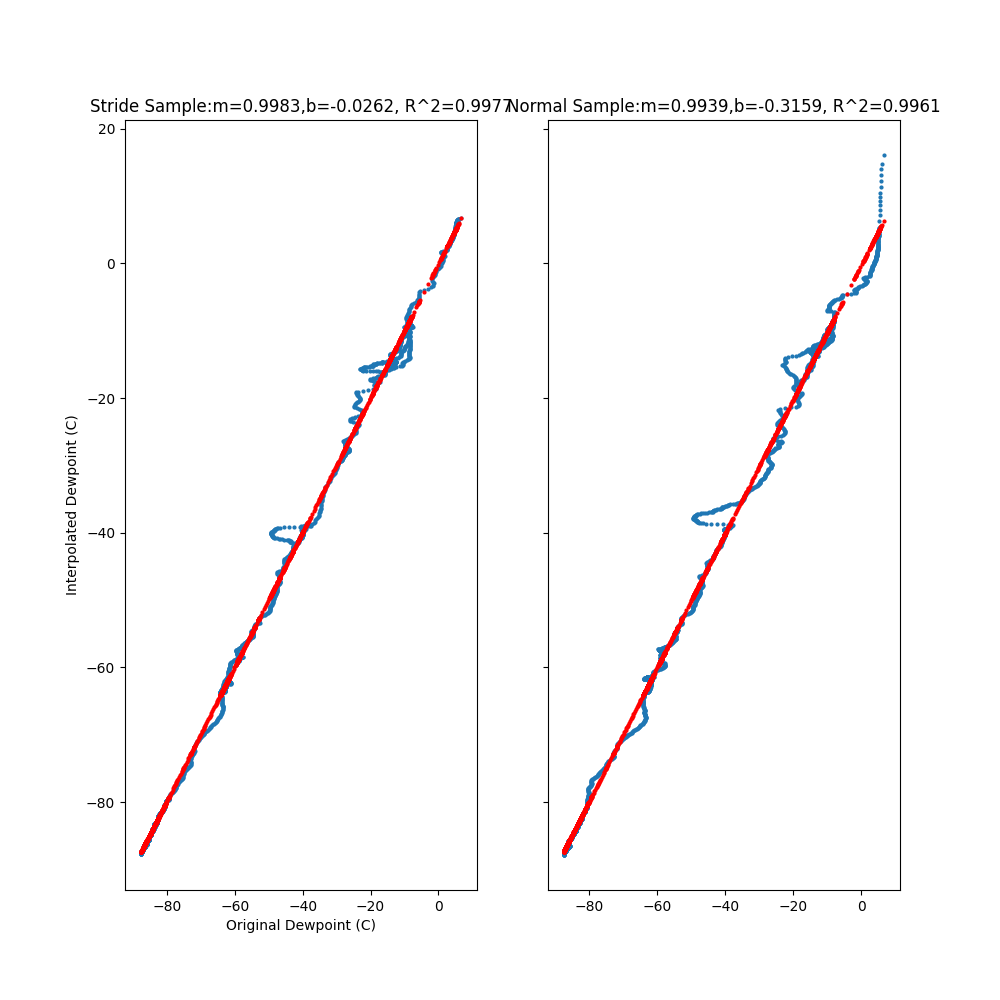 Stride Sample:m=0.9983,b=-0.0262, R^2=0.9977
Normal Sample:m=0.9939,b=-0.3159, R^2=0.9961
20
0
−20
−40
−60
−80
Interpolated Dewpoint (C)
−80 −60 −40 −20 0
−80 −60 −40 −20 0
Original Dewpoint (C)